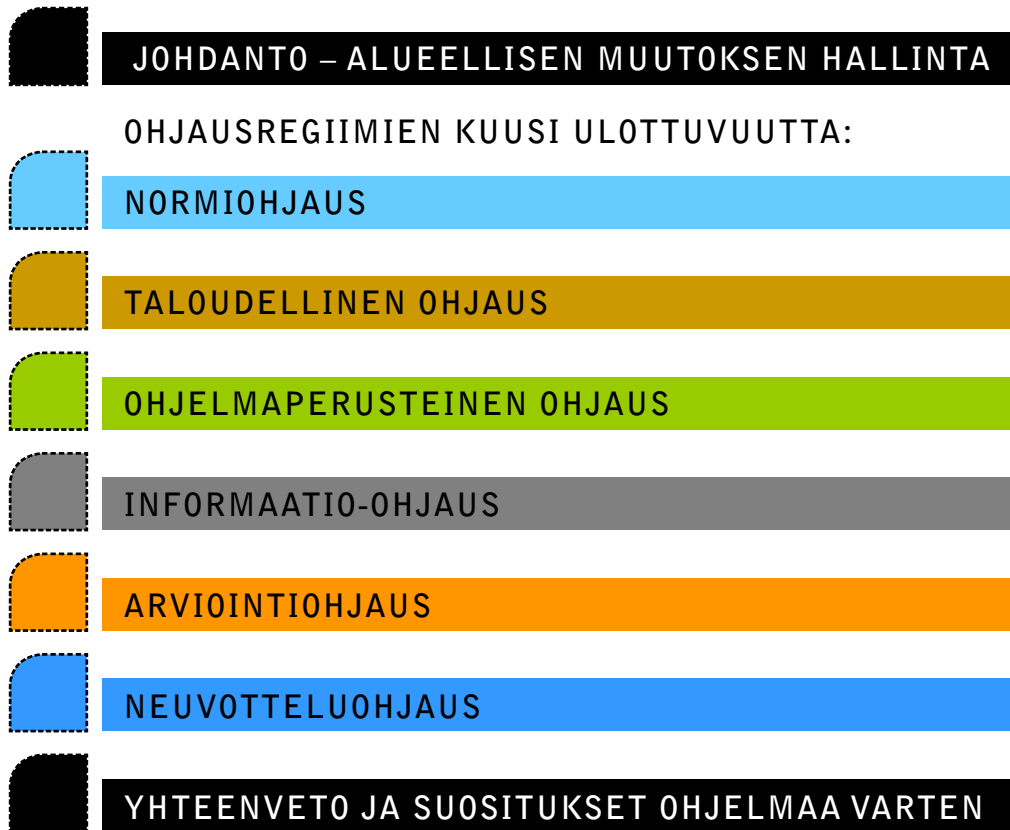 JOHDANTO – ALUEELLISEN MUUTOKSEN HALLINTA
OHJAUSREGIIMIEN KUUSI ULOTTUVUUTTA:
NORMIOHJAUS
TALOUDELLINEN OHJAUS
OHJELMAPERUSTEINEN OHJAUS
INFORMAATIO-OHJAUS
ARVIOINTIOHJAUS
NEUVOTTELUOHJAUS
YHTEENVETO JA SUOSITUKSET OHJELMAA VARTEN